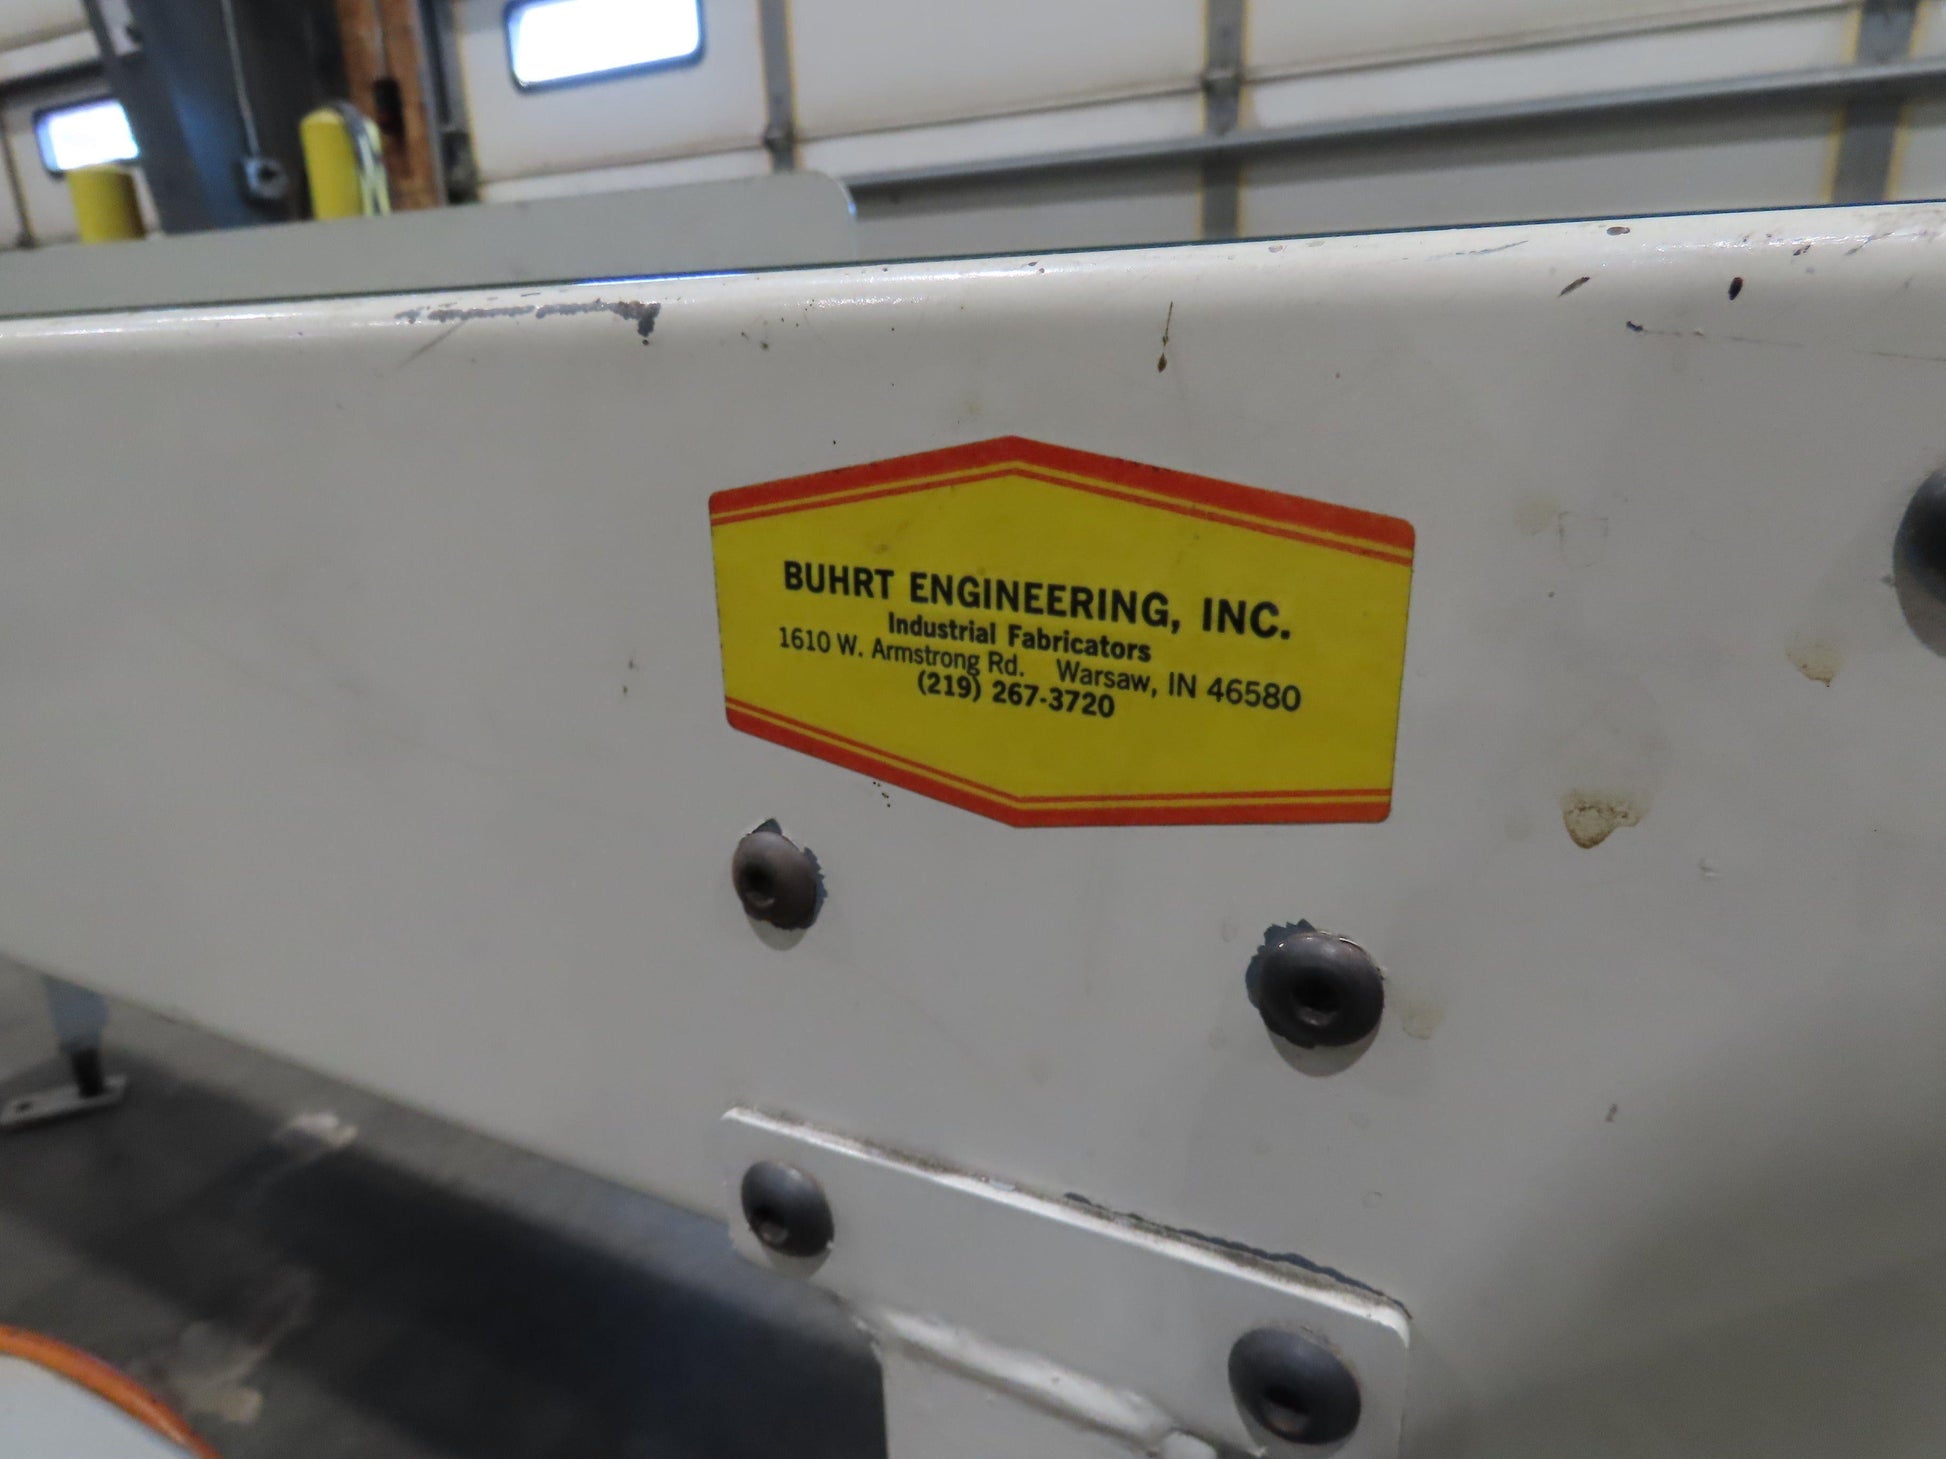 BUHRT ENGINEERING, INC.
Industrial Fabricators
1610 W. Armstrong Rd. Warsaw, IN 46580
(219) 267-3720